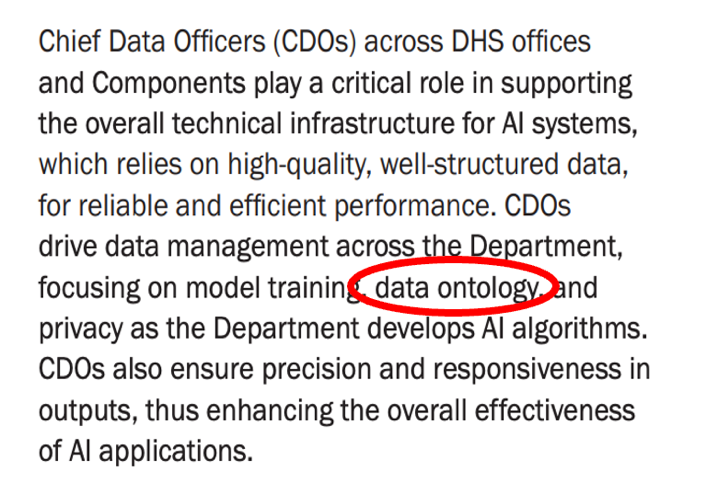 Chief Data Officers (CDOs) across DHS offices
and Components play a critical role in supporting
the overall technical infrastructure for AI systems,
which relies on high-quality, well-structured data,
for reliable and efficient performance. CDOs
drive data management across the Department,
focusing on model training, data ontology, and
privacy as the Department develops AI algorithms.
CDOs also ensure precision and responsiveness in
outputs, thus enhancing the overall effectiveness
of AI applications.